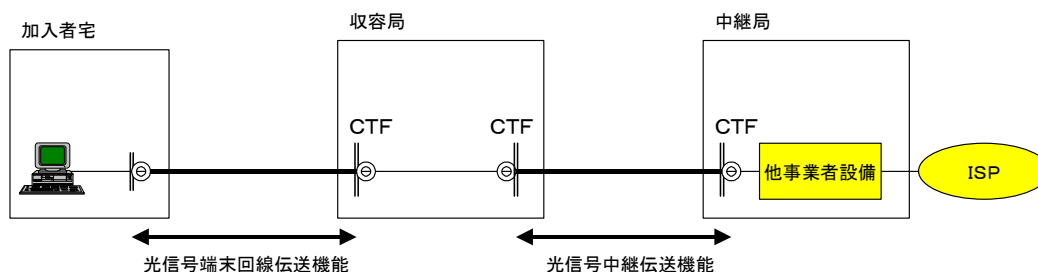 加入者宅
収容局
中継局
CTF
CTF
CTF
他事業者設備
ISP
光信号端末回線伝送機能
光信号中継伝送機能